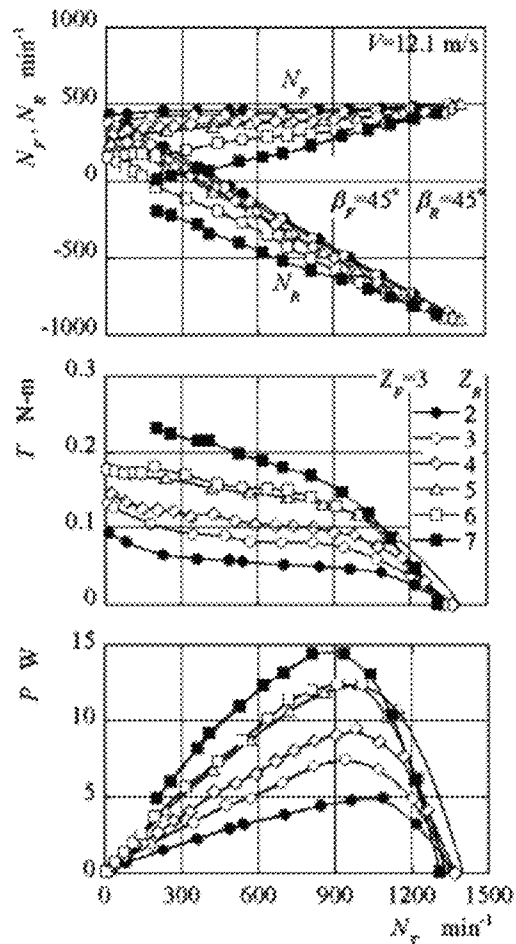 1000
V=12.1 m/s
N_F, N_R min⁻¹
N_F
500
0
β_F=45° β_R=45°
-500
N_R
-1000
0.3
Z_F=3 Z_R
T N-m
2
3
0.2
4
5
6
0.1
7
0
15
P W
10
5
0
0 300 600 900 1200 1500
N_T min⁻¹